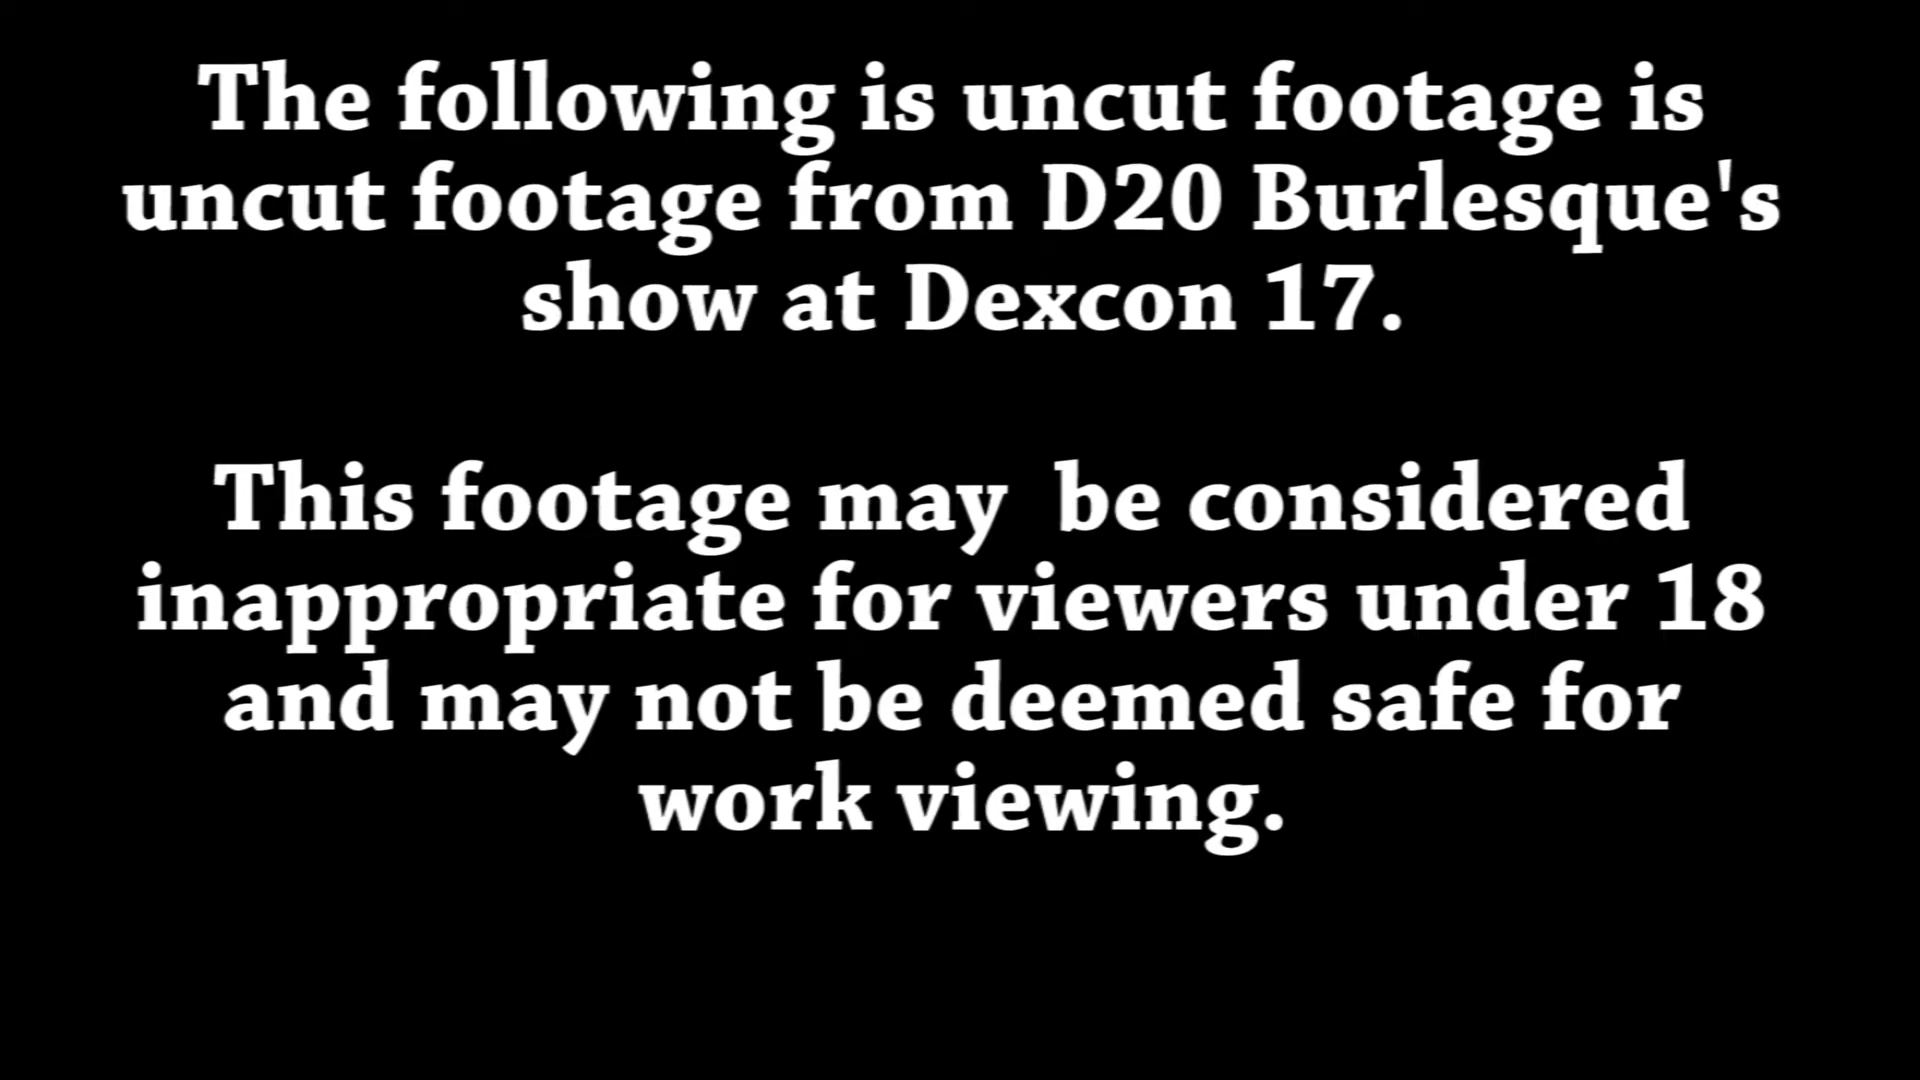 The following is uncut footage is
uncut footage from D20 Burlesque's
show at Dexcon 17.
This footage may  be considered
inappropriate for viewers under 18
and may not be deemed safe for
work viewing.